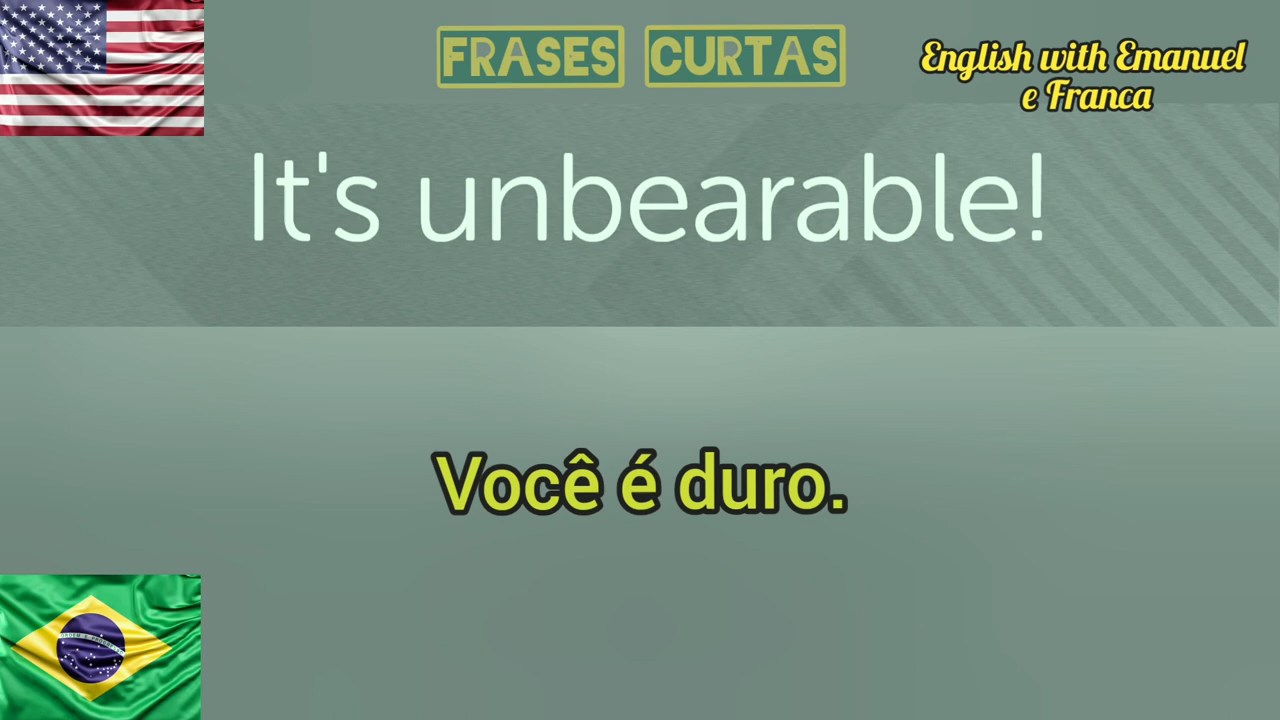 FRASES CURTAS
English with Emanuel
e Franca
It's unbearable!
Você é duro.